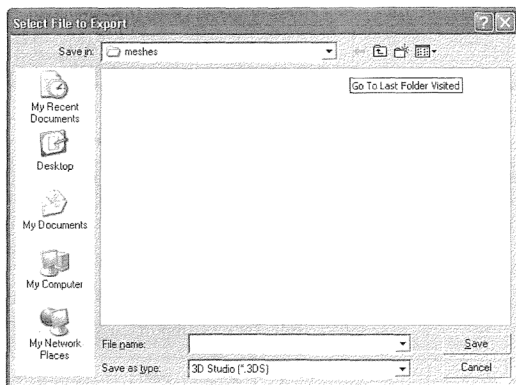 Select File to Export
Save in: meshes
Go To Last Folder Visited
My Recent
Documents
Desktop
My Documents
My Computer
My Network
Places
File name:
Save
Save as type: 3D Studio (*.3DS)
Cancel